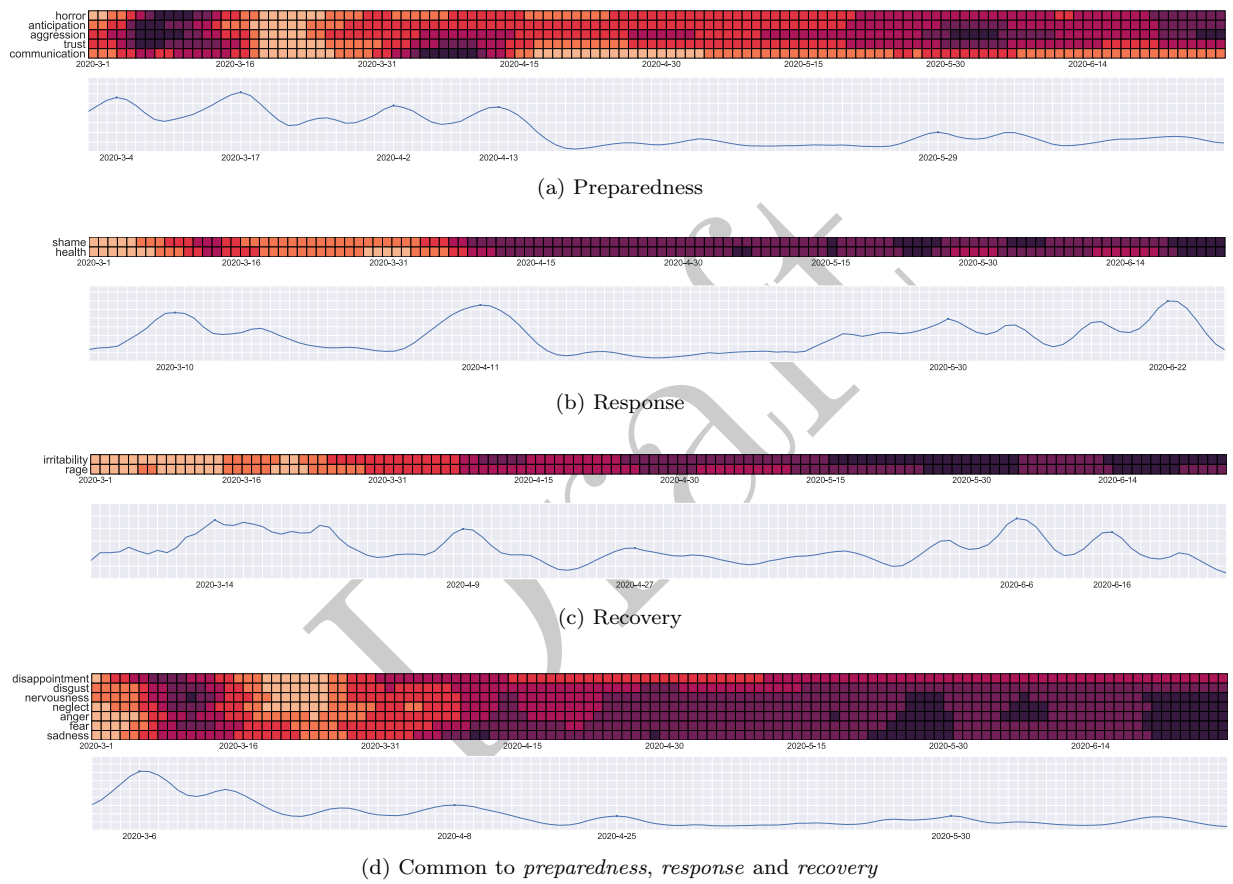 horror
anticipation
aggression
trust
communication
2020-3-1 2020-3-16 2020-3-31 2020-4-15 2020-4-30 2020-5-15 2020-5-30 2020-6-14
2020-3-4 2020-3-17 2020-4-2 2020-4-13 2020-5-29
(a) Preparedness
shame
health
2020-3-1 2020-3-16 2020-3-31 2020-4-15 2020-4-30 2020-5-15 2020-5-30 2020-6-14
2020-3-10 2020-4-11 2020-5-30 2020-6-22
(b) Response
irritability
rage
2020-3-1 2020-3-16 2020-3-31 2020-4-15 2020-4-30 2020-5-15 2020-5-30 2020-6-14
2020-3-14 2020-4-9 2020-4-27 2020-6-6 2020-6-16
(c) Recovery
disappointment
disgust
nervousness
neglect
anger
fear
sadness
2020-3-1 2020-3-16 2020-3-31 2020-4-15 2020-4-30 2020-5-15 2020-5-30 2020-6-14
2020-3-6 2020-4-8 2020-4-25 2020-5-30
(d) Common to preparedness, response and recovery
Draft